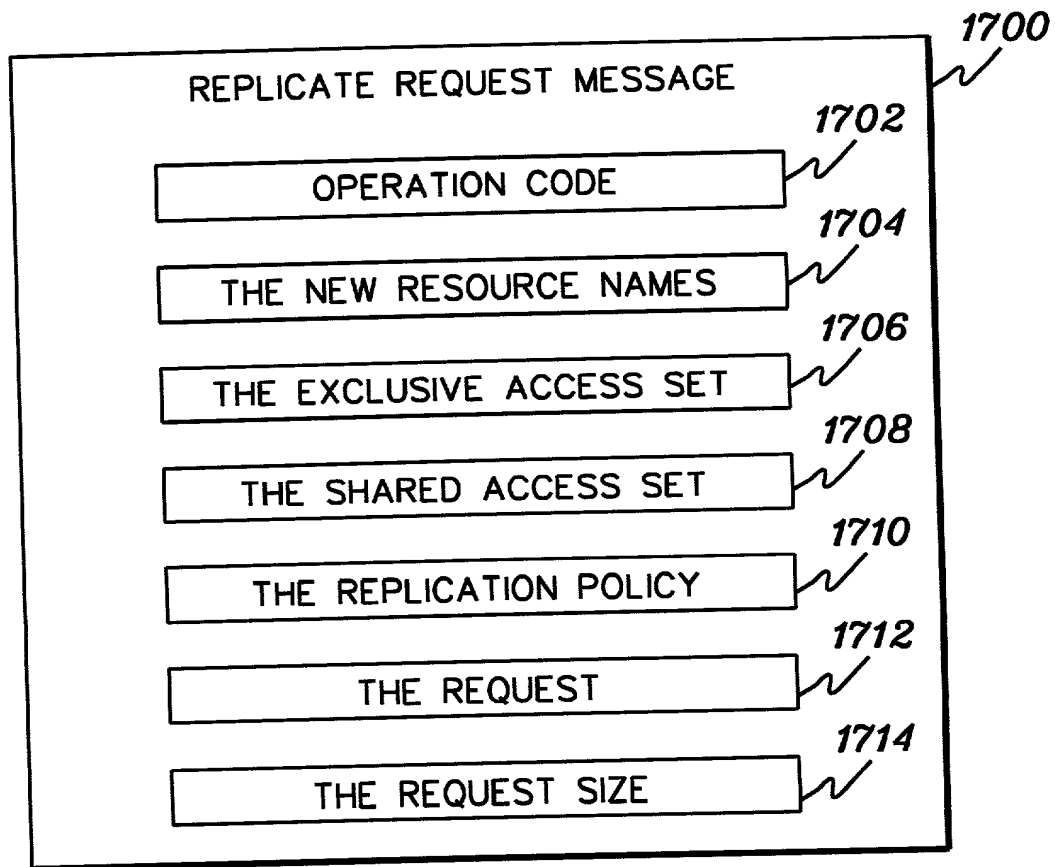 1700
REPLICATE REQUEST MESSAGE
1702
OPERATION CODE
1704
THE NEW RESOURCE NAMES
1706
THE EXCLUSIVE ACCESS SET
1708
THE SHARED ACCESS SET
1710
THE REPLICATION POLICY
1712
THE REQUEST
1714
THE REQUEST SIZE